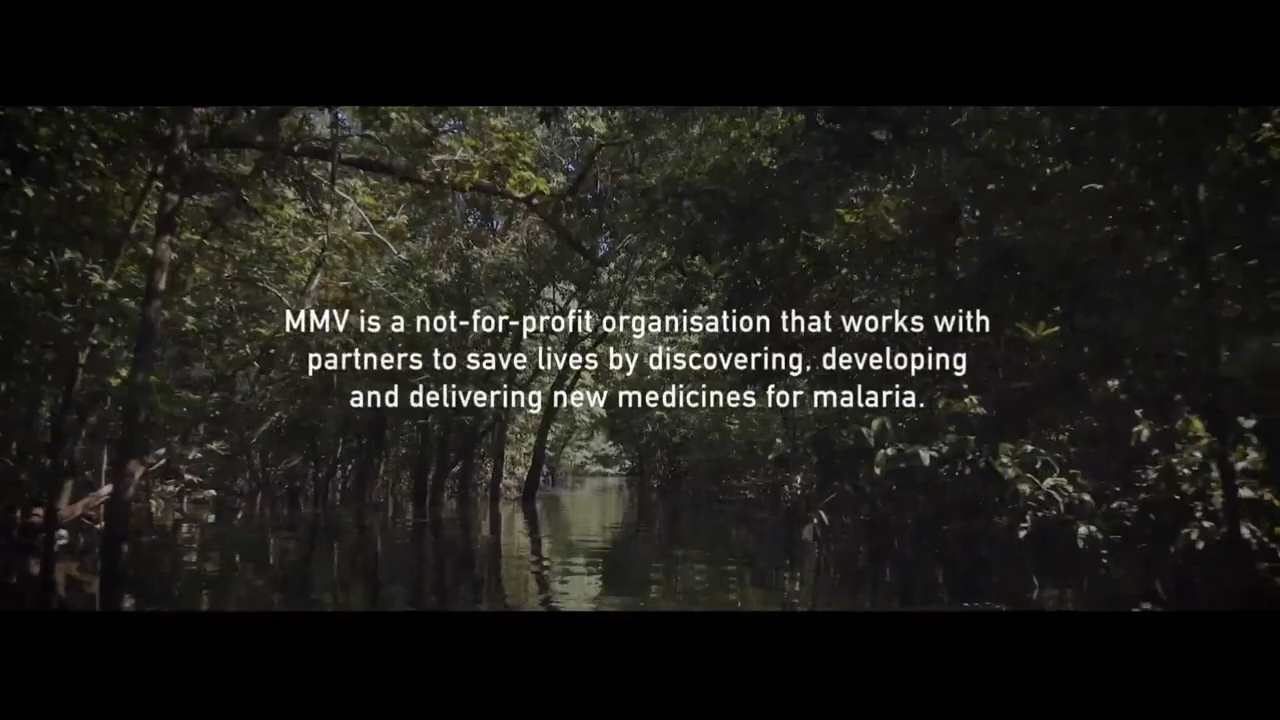 MMV is a not-for-profit organisation that works with
partners to save lives by discovering, developing
and delivering new medicines for malaria.